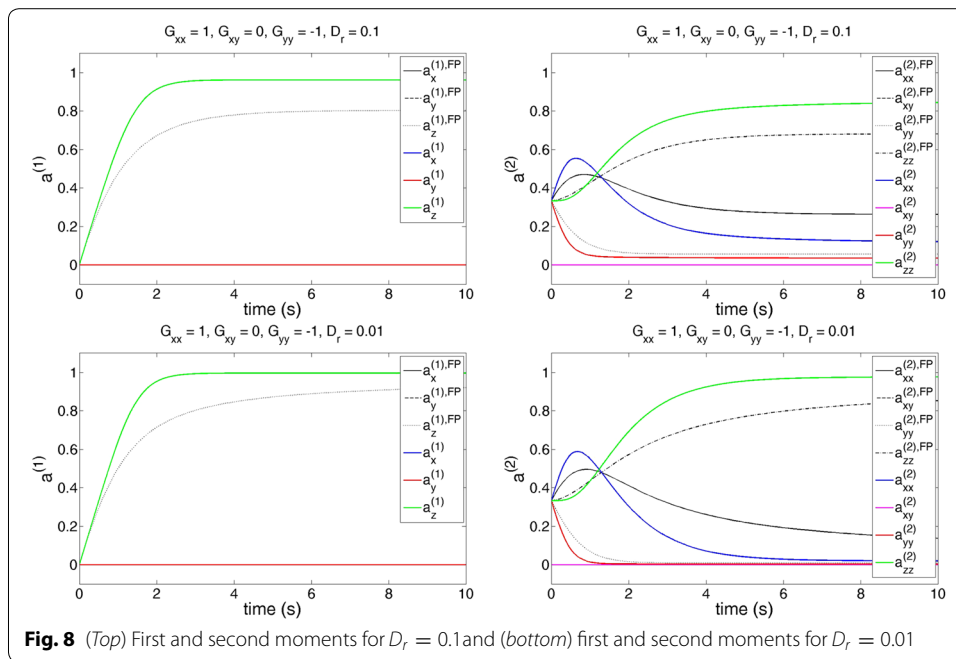 G_xx = 1, G_xy = 0, G_yy = -1, D_r = 0.1
a^(1)
1
0.8
0.6
0.4
0.2
0
0 2 4 6 8 10
time (s)
a_x^(1),FP
a_y^(1),FP
a_z^(1),FP
a_x^(1)
a_y^(1)
a_z^(1)
G_xx = 1, G_xy = 0, G_yy = -1, D_r = 0.1
a^(2)
1
0.8
0.6
0.4
0.2
0
0 2 4 6 8 10
time (s)
a_xx^(2),FP
a_xy^(2),FP
a_yy^(2),FP
a_zz^(2),FP
a_xx^(2)
a_xy^(2)
a_yy^(2)
a_zz^(2)
G_xx = 1, G_xy = 0, G_yy = -1, D_r = 0.01
a^(1)
1
0.8
0.6
0.4
0.2
0
0 2 4 6 8 10
time (s)
a_x^(1),FP
a_y^(1),FP
a_z^(1),FP
a_x^(1)
a_y^(1)
a_z^(1)
G_xx = 1, G_xy = 0, G_yy = -1, D_r = 0.01
a^(2)
1
0.8
0.6
0.4
0.2
0
0 2 4 6 8 10
time (s)
a_xx^(2),FP
a_xy^(2),FP
a_yy^(2),FP
a_zz^(2),FP
a_xx^(2)
a_xy^(2)
a_yy^(2)
a_zz^(2)
Fig. 8 (Top) First and second moments for D_r = 0.1and (bottom) first and second moments for D_r = 0.01